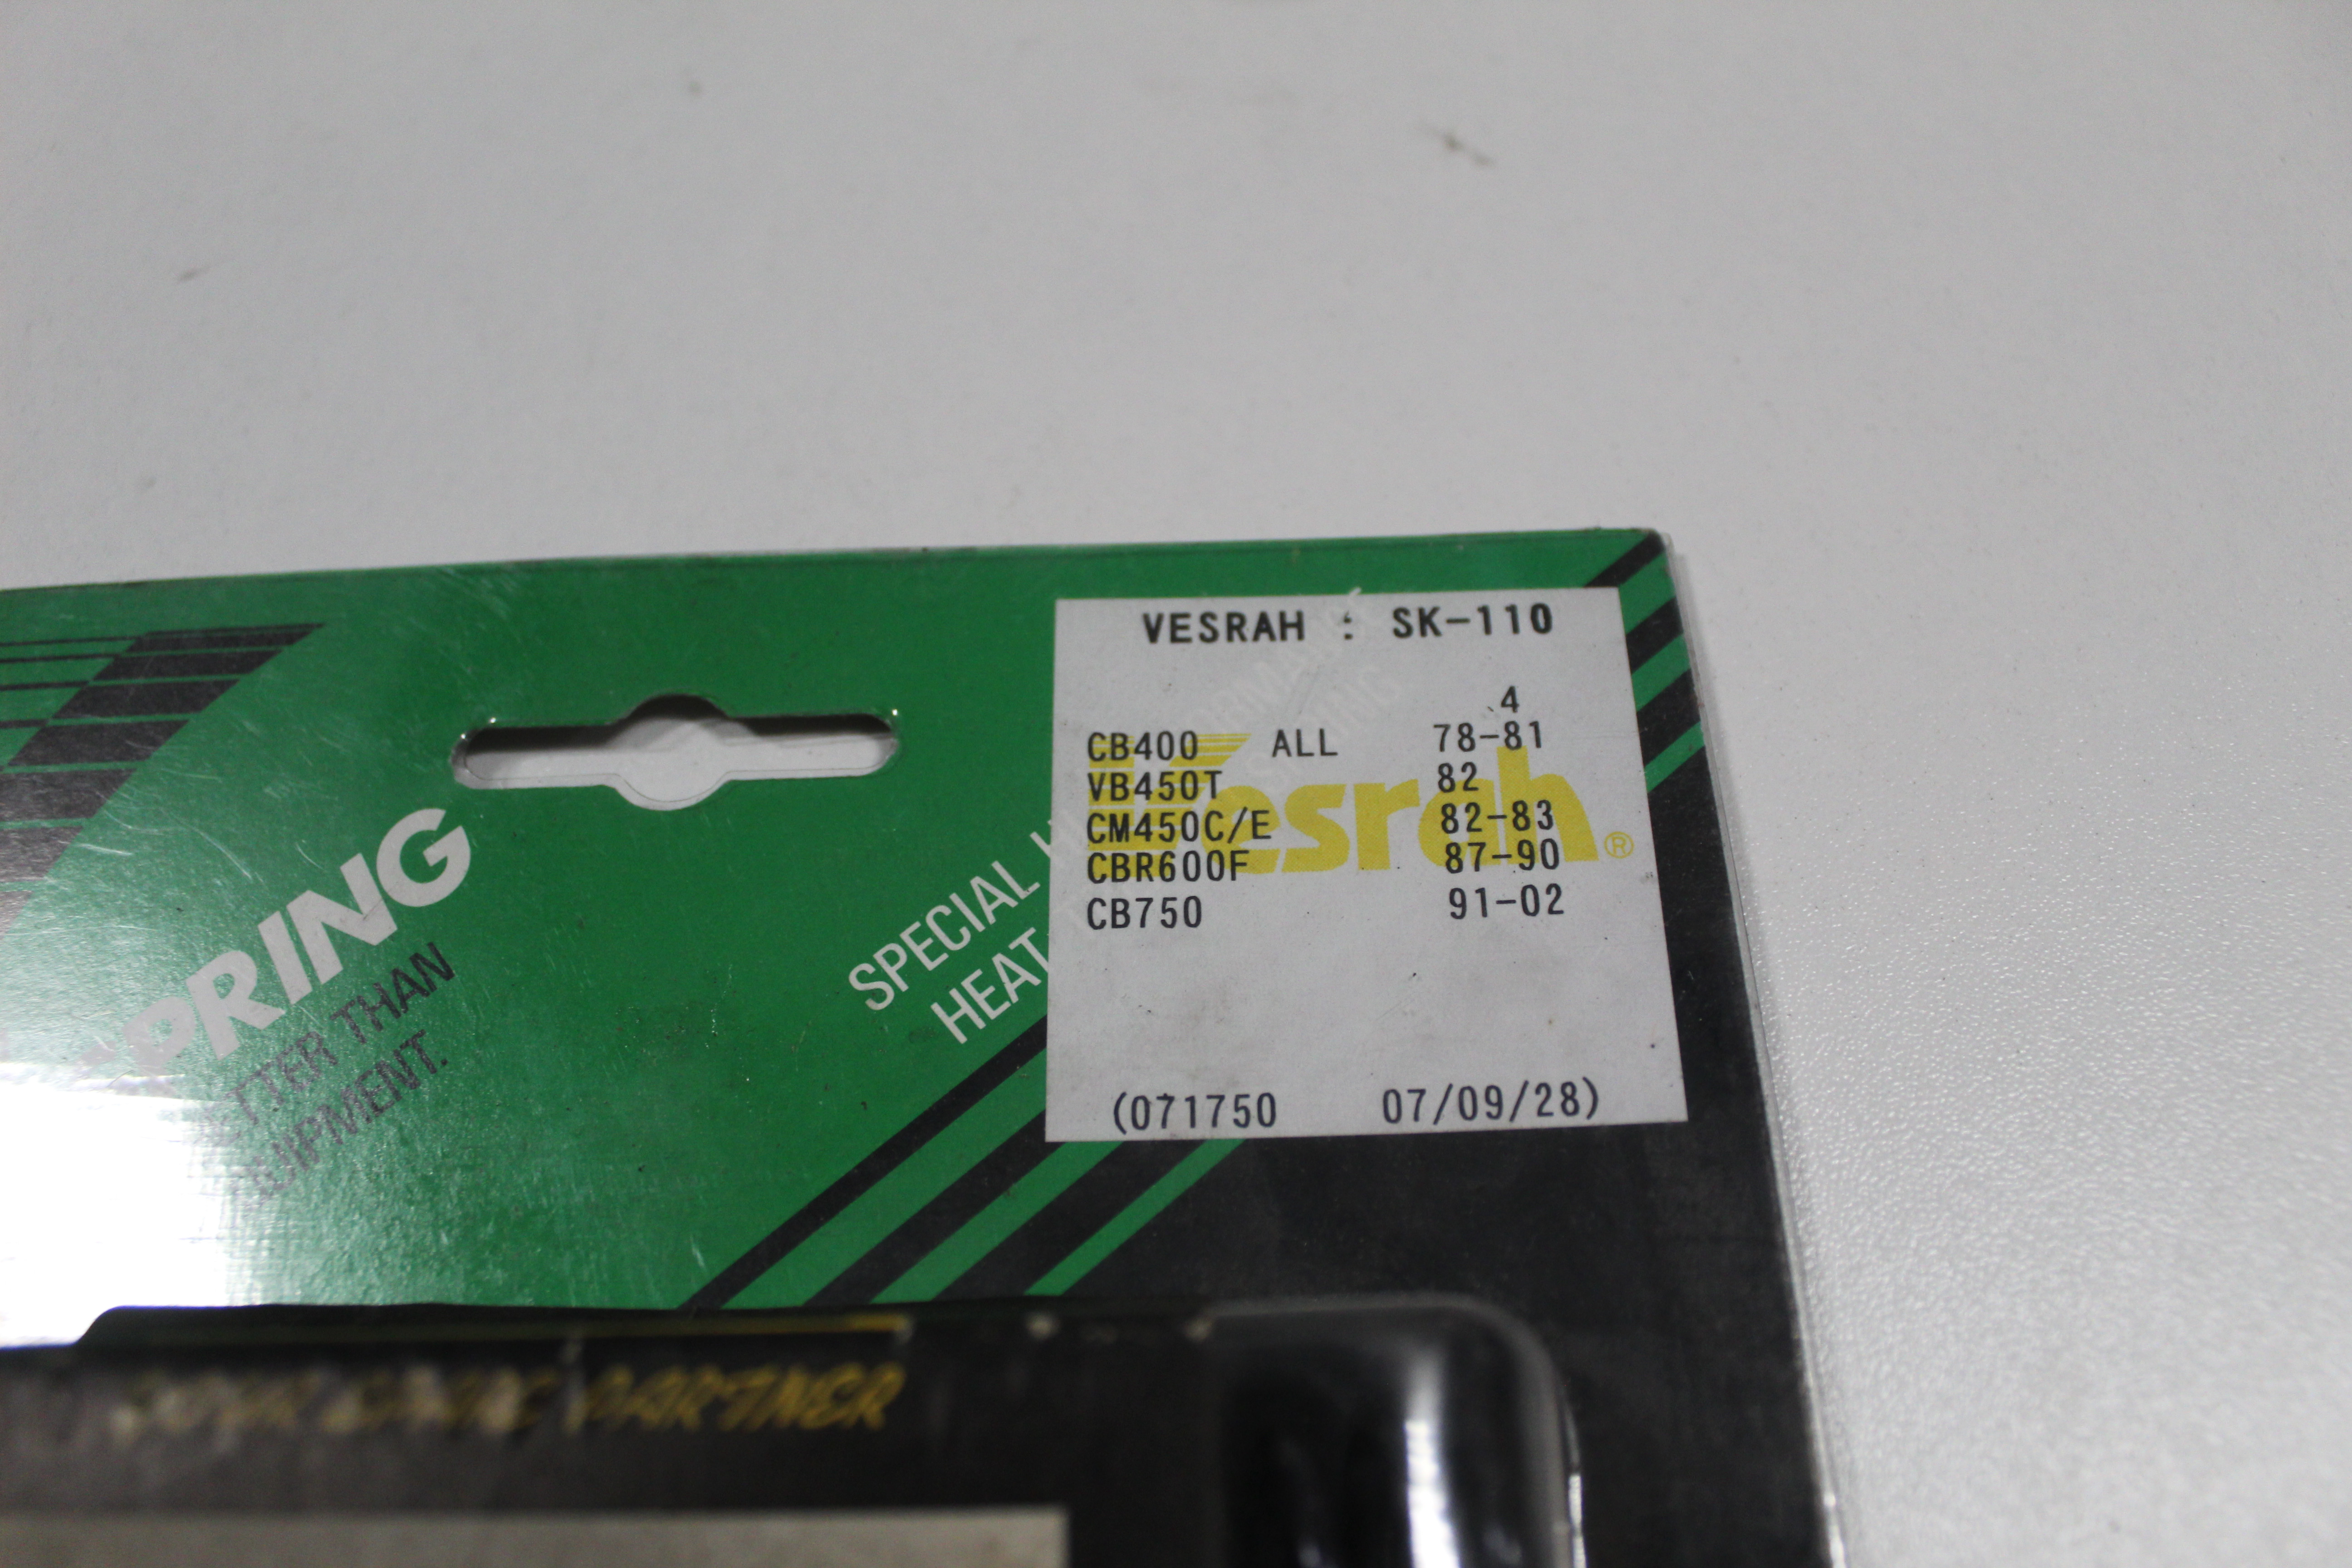 VESRAH : SK-110
4
CB400 ALL 78-81
VB450T 82
CM450C/E 82-83
CBR600F 87-90
CB750 91-02
(071750 07/09/28)
Vesrah®
SPECIAL
HEAT
PRING
TTER THAN
UIPMENT.
PARTNER